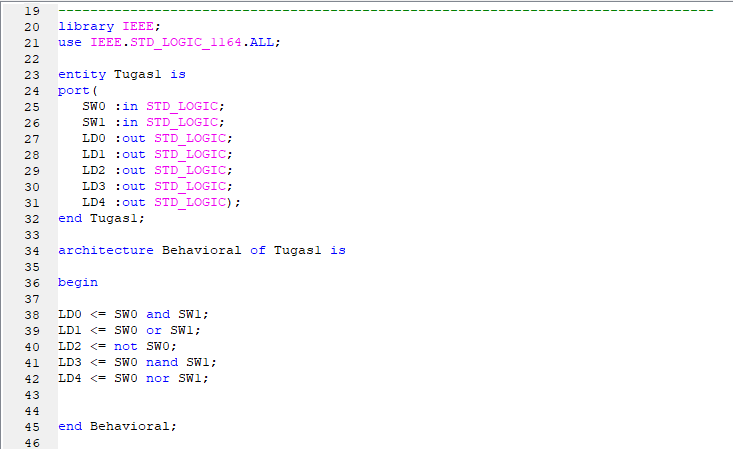 19 ----------------------------------------------------------------------------------
20 library IEEE;
21 use IEEE.STD_LOGIC_1164.ALL;
22
23 entity Tugas1 is
24 port(
25    SW0 :in STD_LOGIC;
26    SW1 :in STD_LOGIC;
27    LD0 :out STD_LOGIC;
28    LD1 :out STD_LOGIC;
29    LD2 :out STD_LOGIC;
30    LD3 :out STD_LOGIC;
31    LD4 :out STD_LOGIC);
32 end Tugas1;
33
34 architecture Behavioral of Tugas1 is
35
36 begin
37
38 LD0 <= SW0 and SW1;
39 LD1 <= SW0 or SW1;
40 LD2 <= not SW0;
41 LD3 <= SW0 nand SW1;
42 LD4 <= SW0 nor SW1;
43
44
45 end Behavioral;
46